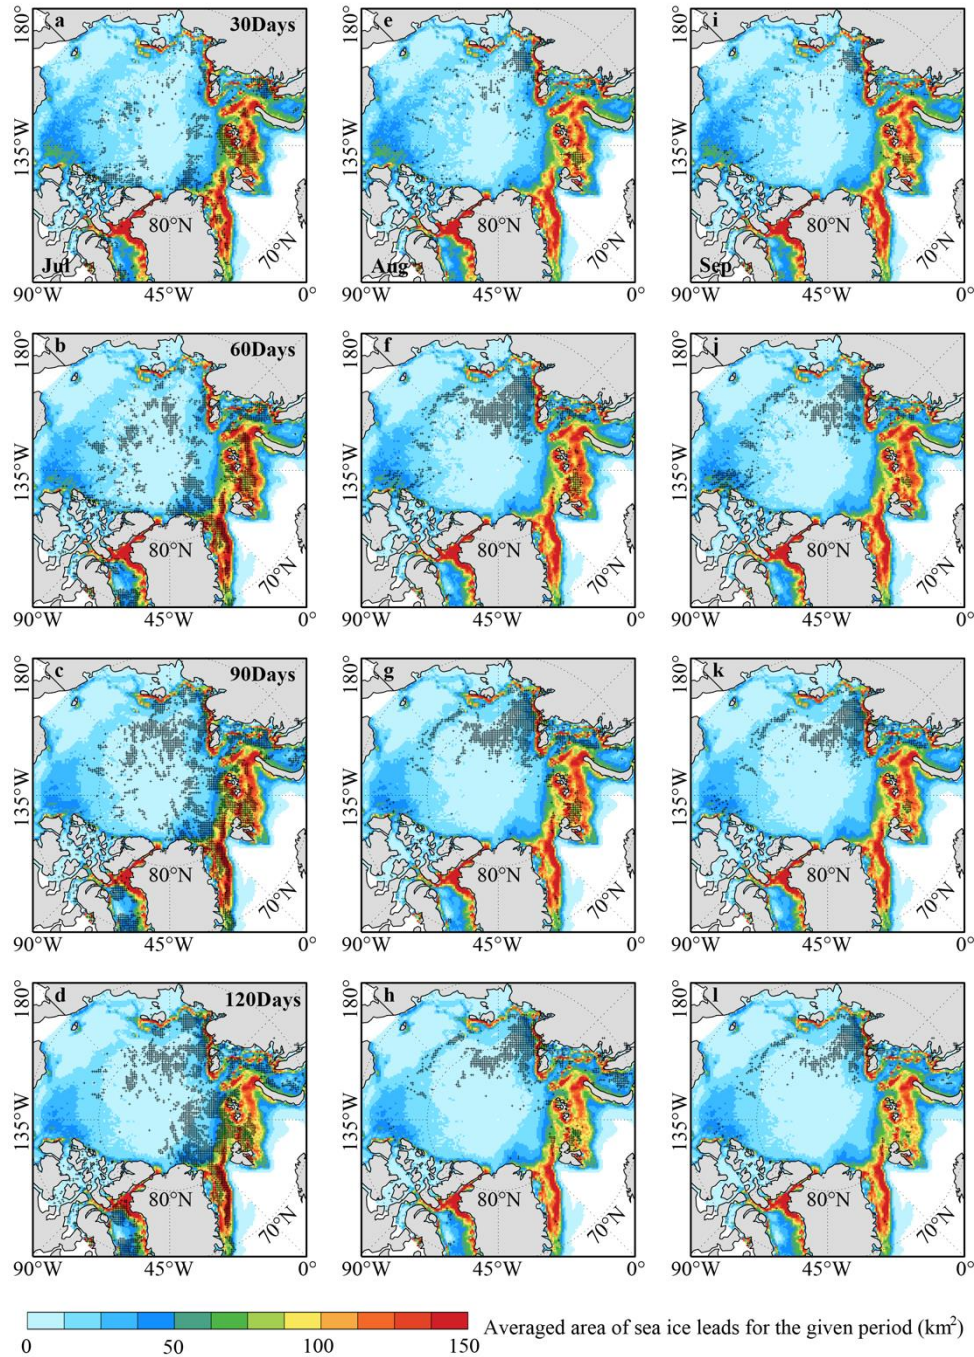 a 30Days e i
180° 180° 180°
135°W 135°W 135°W
80°N 80°N 80°N
70°N 70°N 70°N
Jul Aug Sep
90°W 45°W 0° 90°W 45°W 0° 90°W 45°W 0°
b 60Days f j
180° 180° 180°
135°W 135°W 135°W
80°N 80°N 80°N
70°N 70°N 70°N
90°W 45°W 0° 90°W 45°W 0° 90°W 45°W 0°
c 90Days g k
180° 180° 180°
135°W 135°W 135°W
80°N 80°N 80°N
70°N 70°N 70°N
90°W 45°W 0° 90°W 45°W 0° 90°W 45°W 0°
d 120Days h l
180° 180° 180°
135°W 135°W 135°W
80°N 80°N 80°N
70°N 70°N 70°N
90°W 45°W 0° 90°W 45°W 0° 90°W 45°W 0°
0 50 100 150 Averaged area of sea ice leads for the given period (km²)